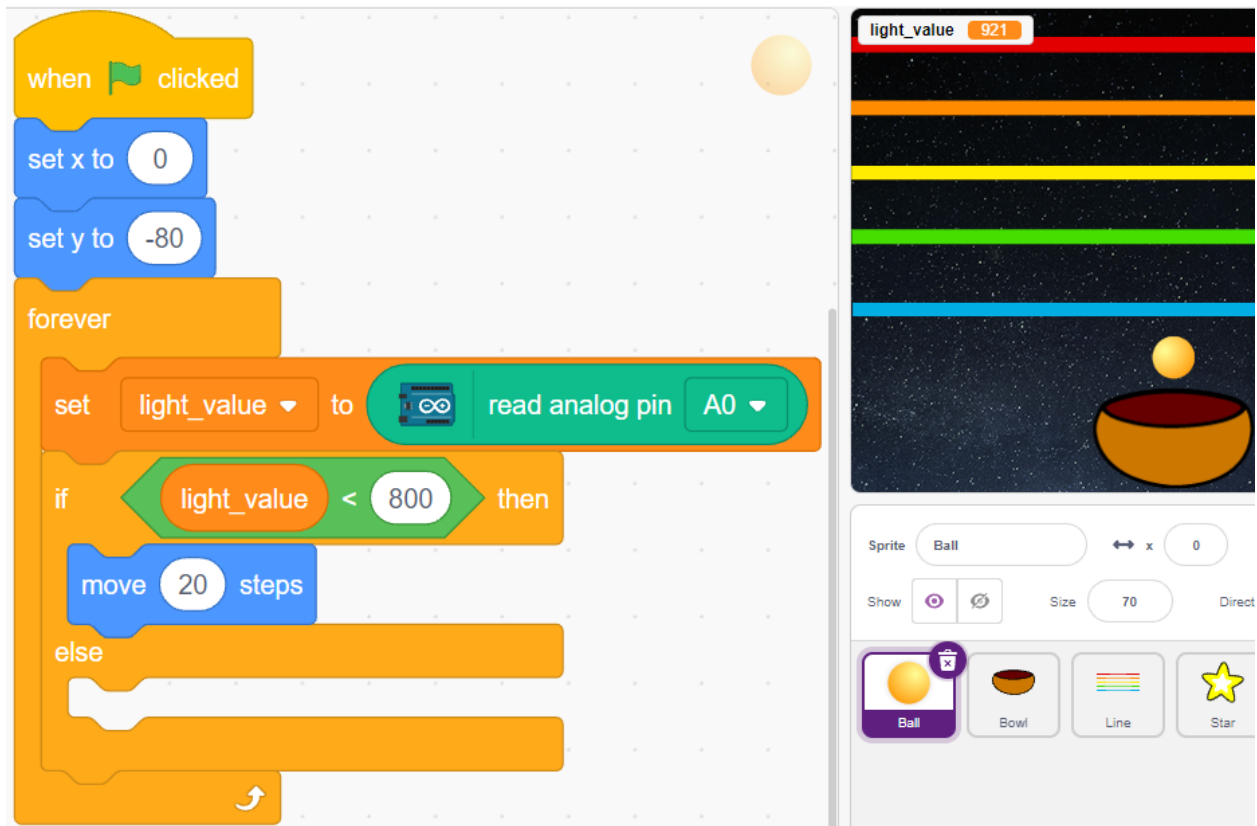 when clicked
set x to 0
set y to -80
forever
set light_value to read analog pin A0
if light_value < 800 then
move 20 steps
else
light_value 921
Sprite Ball x 0
Show Size 70 Direct
Ball Bowl Line Star